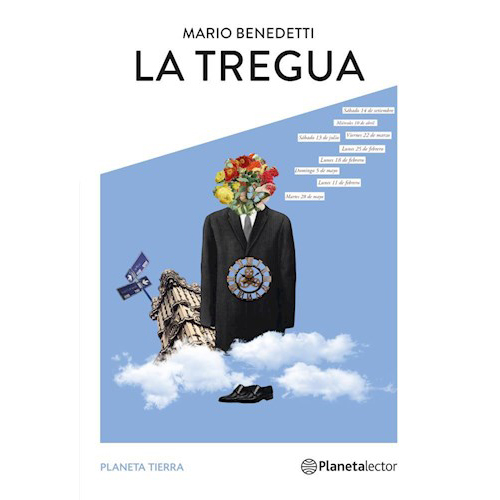 MARIO BENEDETTI
LA TREGUA
Sábado 14 de setiembre
Miércoles 10 de abril
Viernes 22 de marzo
Sábado 13 de julio
Lunes 25 de febrero
Lunes 18 de febrero
Domingo 5 de mayo
Lunes 11 de febrero
Martes 28 de mayo
PLANETA TIERRA
Planetalector